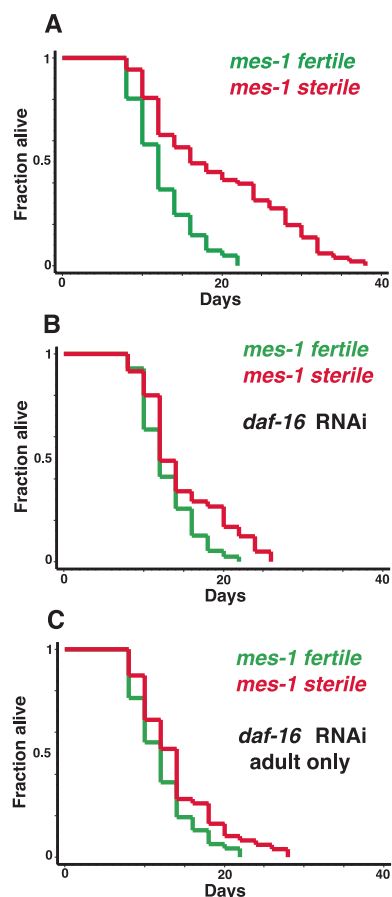 A
mes-1 fertile
mes-1 sterile
Fraction alive
1
0.5
0
0
20
40
Days
B
mes-1 fertile
mes-1 sterile
daf-16 RNAi
Fraction alive
1
0.5
0
0
20
40
Days
C
mes-1 fertile
mes-1 sterile
daf-16 RNAi
adult only
Fraction alive
1
0.5
0
0
20
40
Days